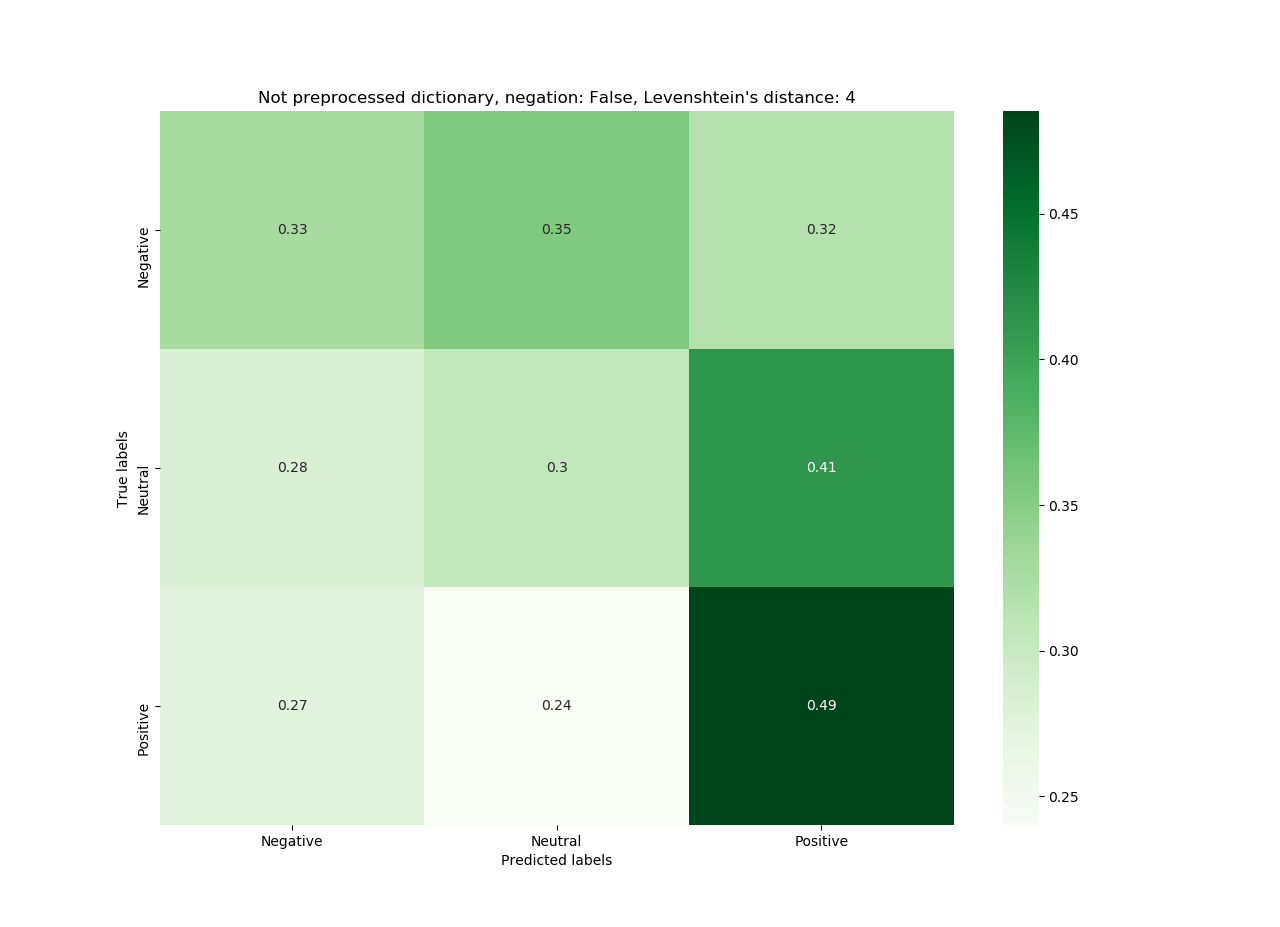 Not preprocessed dictionary, negation: False, Levenshtein's distance: 4
True labels
Negative
0.33 0.35 0.32
Neutral
0.28 0.3 0.41
Positive
0.27 0.24 0.49
Negative Neutral Positive
Predicted labels
0.45
0.40
0.35
0.30
0.25